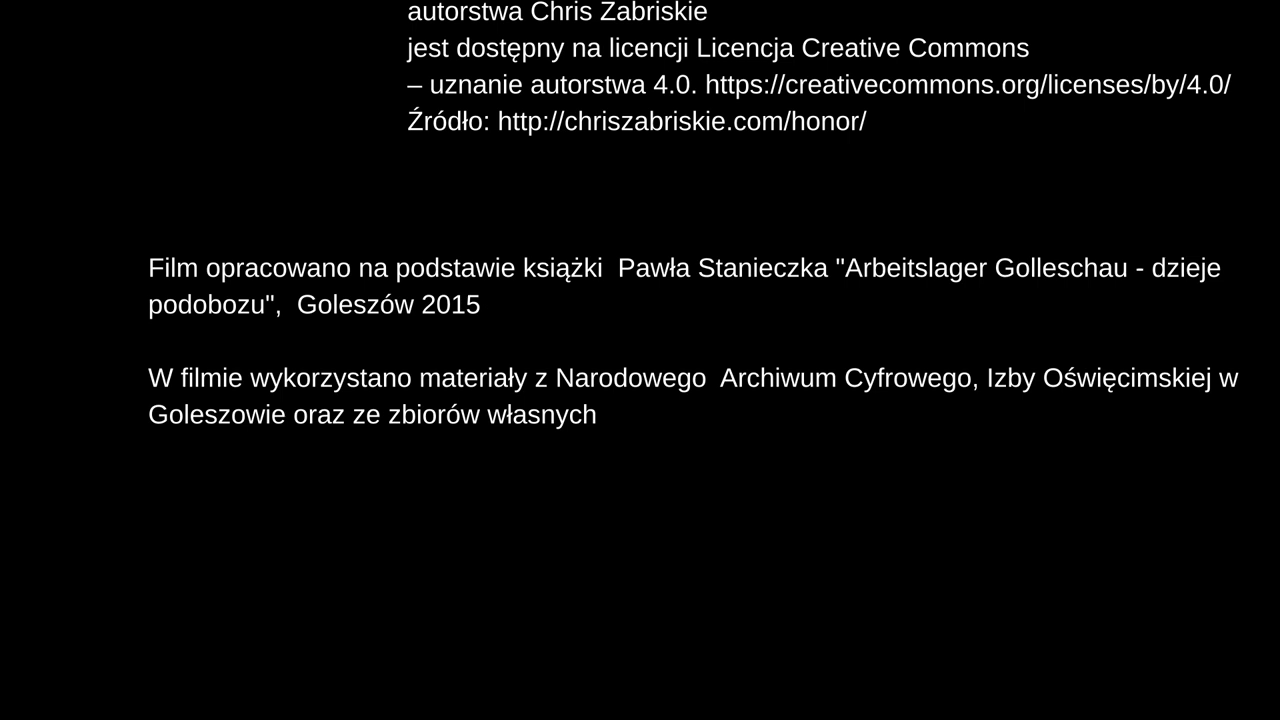 autorstwa Chris Zabriskie
jest dostępny na licencji Licencja Creative Commons
– uznanie autorstwa 4.0. https://creativecommons.org/licenses/by/4.0/
Źródło: http://chriszabriskie.com/honor/
Film opracowano na podstawie książki  Pawła Stanieczka "Arbeitslager Golleschau - dzieje
podobozu",  Goleszów 2015
W filmie wykorzystano materiały z Narodowego  Archiwum Cyfrowego, Izby Oświęcimskiej w
Goleszowie oraz ze zbiorów własnych